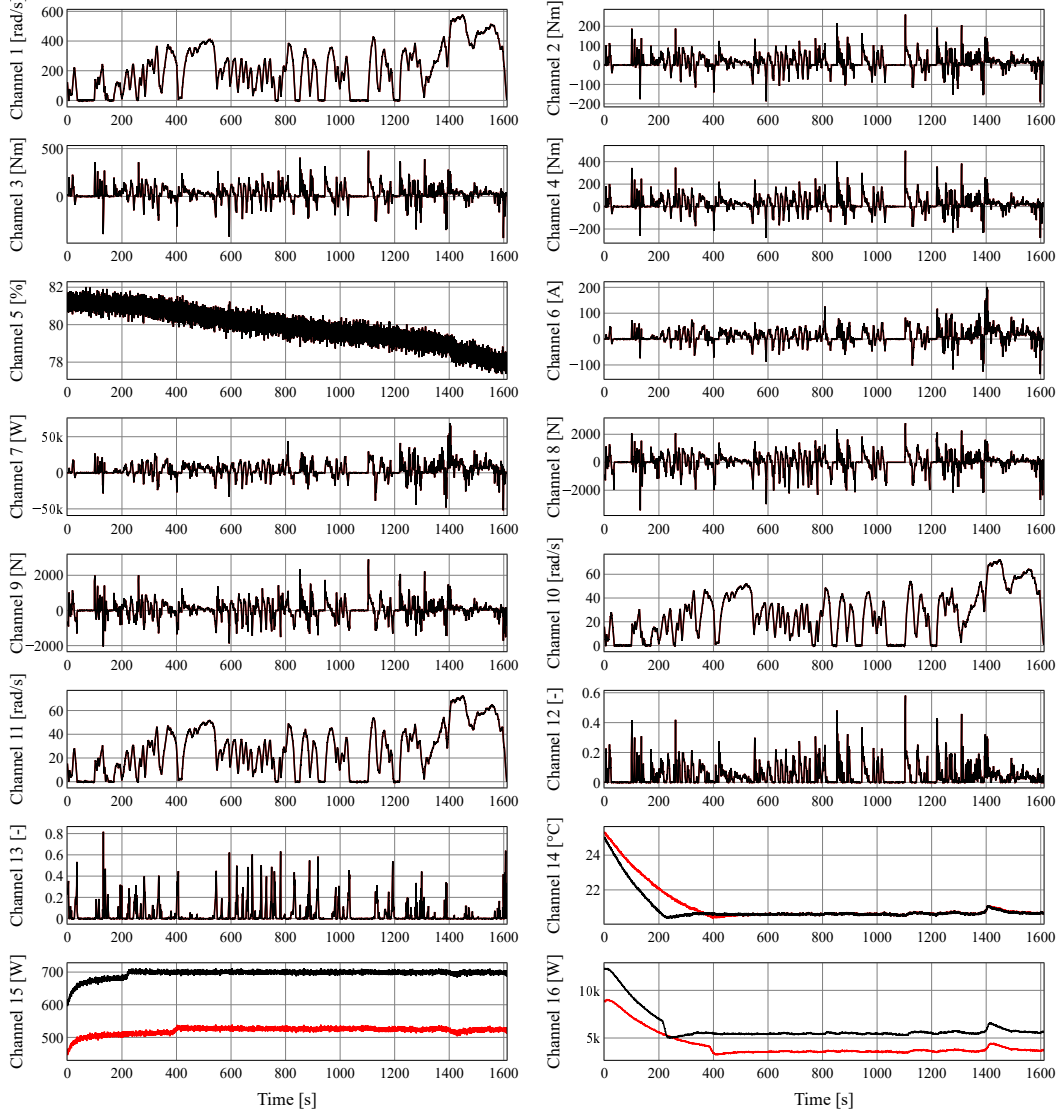 Channel 1 [rad/s]
600
400
200
0
0 200 400 600 800 1000 1200 1400 1600
Channel 2 [Nm]
200
100
0
−100
−200
0 200 400 600 800 1000 1200 1400 1600
Channel 3 [Nm]
500
0
0 200 400 600 800 1000 1200 1400 1600
Channel 4 [Nm]
400
200
0
−200
0 200 400 600 800 1000 1200 1400 1600
Channel 5 [%]
82
80
78
0 200 400 600 800 1000 1200 1400 1600
Channel 6 [A]
200
100
0
−100
0 200 400 600 800 1000 1200 1400 1600
Channel 7 [W]
50k
0
−50k
0 200 400 600 800 1000 1200 1400 1600
Channel 8 [N]
2000
0
−2000
0 200 400 600 800 1000 1200 1400 1600
Channel 9 [N]
2000
0
−2000
0 200 400 600 800 1000 1200 1400 1600
Channel 10 [rad/s]
60
40
20
0
0 200 400 600 800 1000 1200 1400 1600
Channel 11 [rad/s]
60
40
20
0
0 200 400 600 800 1000 1200 1400 1600
Channel 12 [-]
0.6
0.4
0.2
0
0 200 400 600 800 1000 1200 1400 1600
Channel 13 [-]
0.8
0.6
0.4
0.2
0
0 200 400 600 800 1000 1200 1400 1600
Channel 14 [°C]
24
22
0 200 400 600 800 1000 1200 1400 1600
Channel 15 [W]
700
600
500
0 200 400 600 800 1000 1200 1400 1600
Time [s]
Channel 16 [W]
10k
5k
0 200 400 600 800 1000 1200 1400 1600
Time [s]